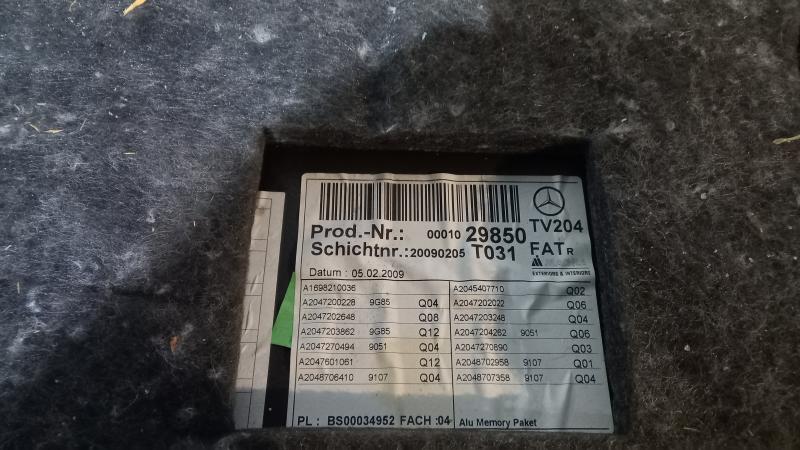 Prod.-Nr.: 00010 29850 TV204
Schichtnr.: 20090205 T031 FATR
EXTERIORS & INTERIORS
Datum : 05.02.2009
A1698210036 A2045407710 Q02
A2047200228 9G85 Q04 A2047202022 Q06
A2047202648 Q08 A2047203248 Q04
A2047203862 9G85 Q12 A2047204262 9051 Q06
A2047270494 9051 Q04 A2047270890 Q03
A2047601061 Q12 A2048702958 9107 Q01
A2048706410 9107 Q04 A2048707358 9107 Q04
PL : BS00034952 FACH :04 Alu Memory Paket